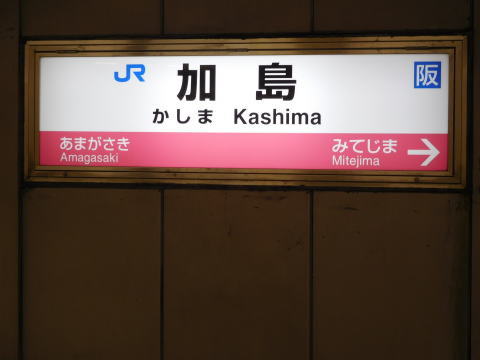 JR 加島 阪
かしま Kashima
あまがさき みてじま →
Amagasaki Mitejima